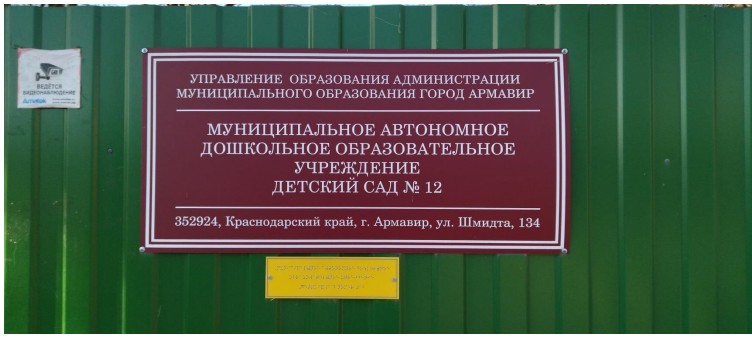 ВЕДЁТСЯ
ВИДЕОНАБЛЮДЕНИЕ
УПРАВЛЕНИЕ ОБРАЗОВАНИЯ АДМИНИСТРАЦИИ
МУНИЦИПАЛЬНОГО ОБРАЗОВАНИЯ ГОРОД АРМАВИР
МУНИЦИПАЛЬНОЕ АВТОНОМНОЕ
ДОШКОЛЬНОЕ ОБРАЗОВАТЕЛЬНОЕ
УЧРЕЖДЕНИЕ
ДЕТСКИЙ САД № 12
352924, Краснодарский край, г. Армавир, ул. Шмидта, 134